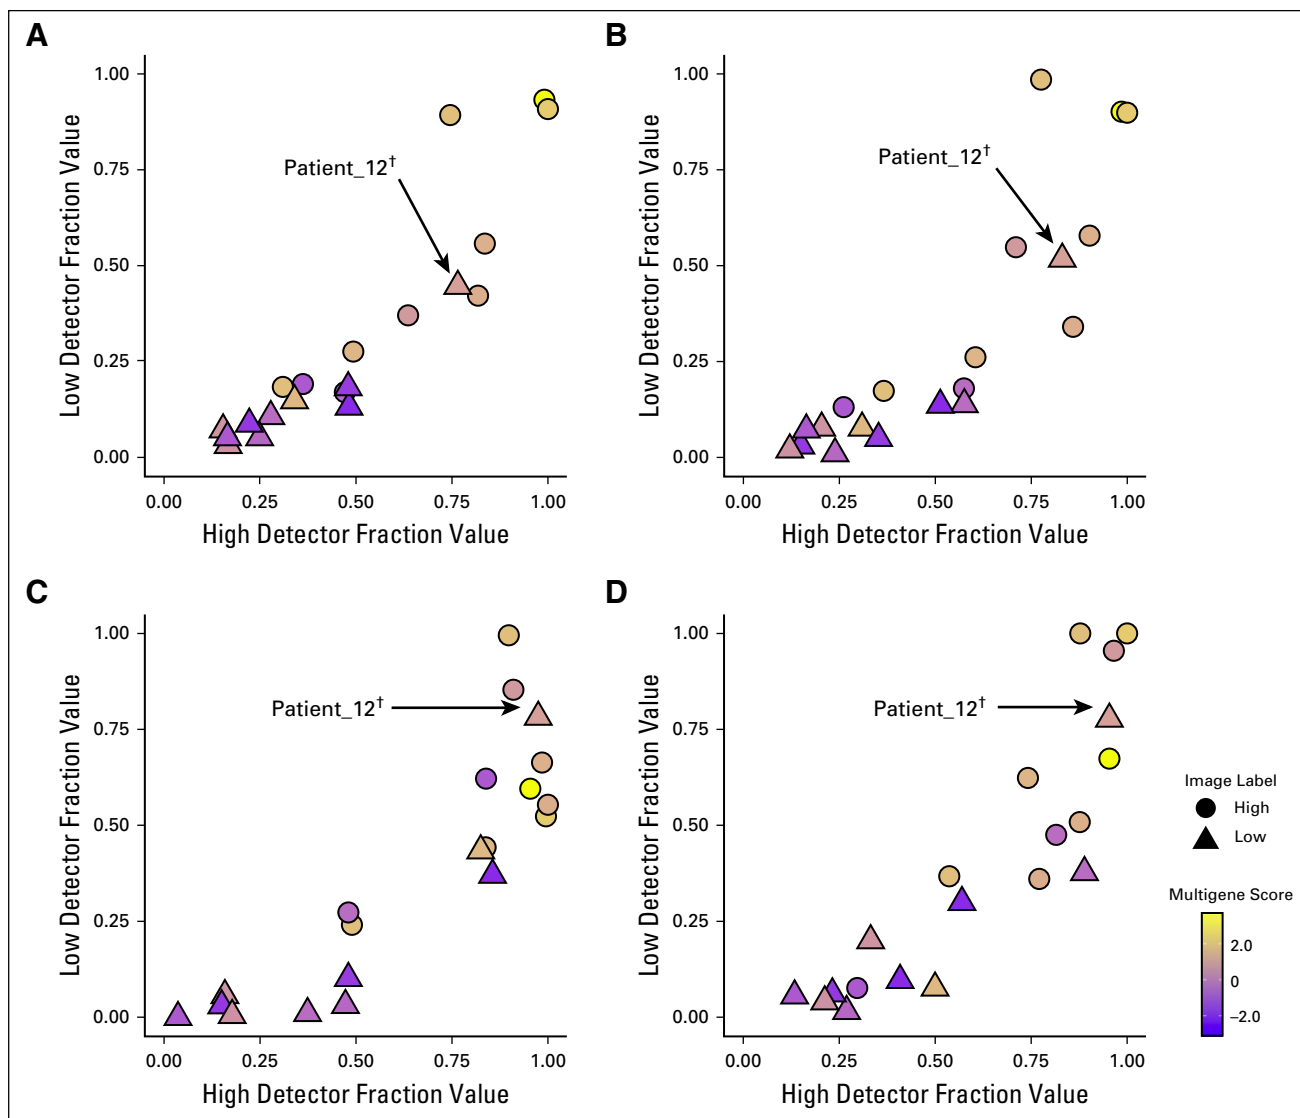 A
1.00
0.75
0.50
0.25
0.00
Low Detector Fraction Value
Patient_12†
0.00 0.25 0.50 0.75 1.00
High Detector Fraction Value
B
1.00
0.75
0.50
0.25
0.00
Low Detector Fraction Value
Patient_12†
0.00 0.25 0.50 0.75 1.00
High Detector Fraction Value
C
1.00
0.75
0.50
0.25
0.00
Low Detector Fraction Value
Patient_12†
0.00 0.25 0.50 0.75 1.00
High Detector Fraction Value
D
1.00
0.75
0.50
0.25
0.00
Low Detector Fraction Value
Patient_12†
0.00 0.25 0.50 0.75 1.00
High Detector Fraction Value
Image Label
High
Low
Multigene Score
2.0
0
–2.0